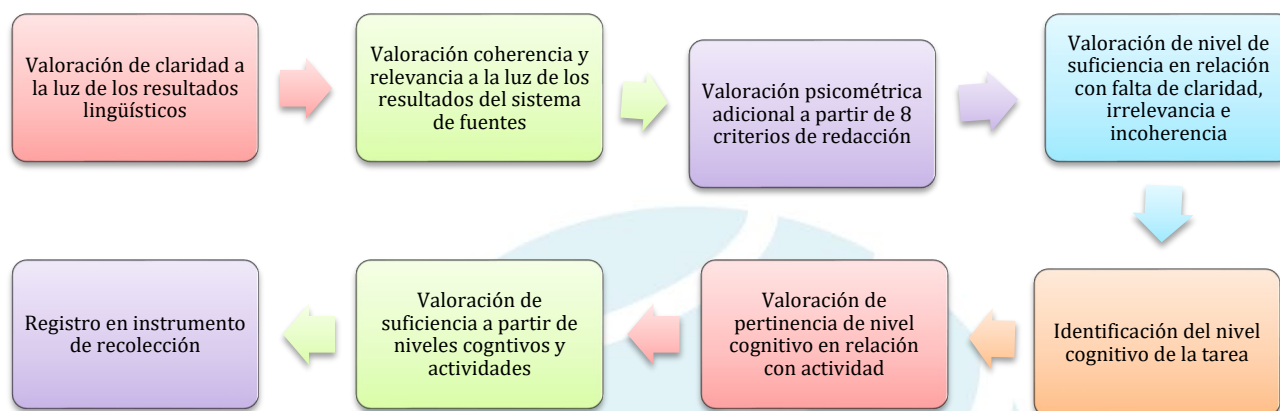 Valoración de claridad a
la luz de los resultados
lingüísticos
Valoración coherencia y
relevancia a la luz de los
resultados del sistema
de fuentes
Valoración psicométrica
adicional a partir de 8
criterios de redacción
Valoración de nivel de
suficiencia en relación
con falta de claridad,
irrelevancia e
incoherencia
Identificación del nivel
cognitivo de la tarea
Valoración de
pertinencia de nivel
cognitivo en relación
con actividad
Valoración de
suficiencia a partir de
niveles cogntivos y
actividades
Registro en instrumento
de recolección